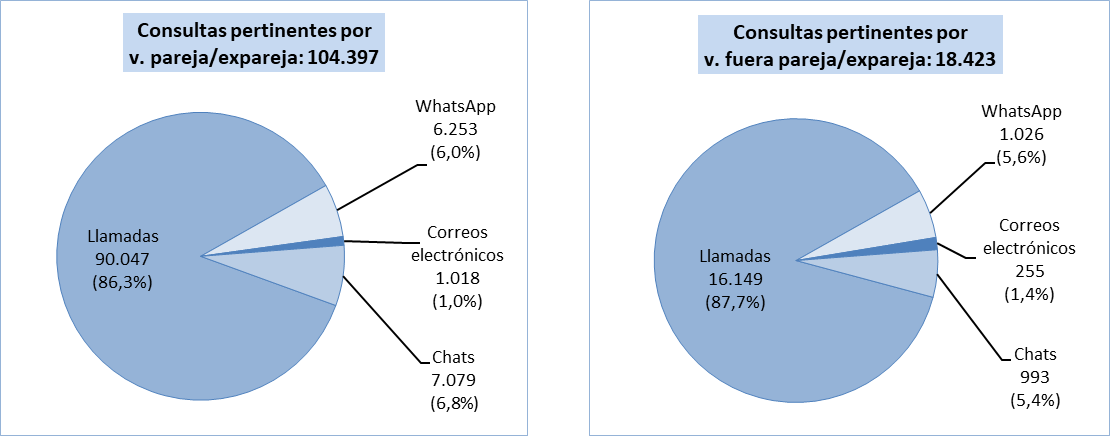 Consultas pertinentes por
v. pareja/expareja: 104.397
WhatsApp
6.253
(6,0%)
Llamadas
90.047
(86,3%)
Correos
electrónicos
1.018
(1,0%)
Chats
7.079
(6,8%)
Consultas pertinentes por
v. fuera pareja/expareja: 18.423
WhatsApp
1.026
(5,6%)
Llamadas
16.149
(87,7%)
Correos
electrónicos
255
(1,4%)
Chats
993
(5,4%)